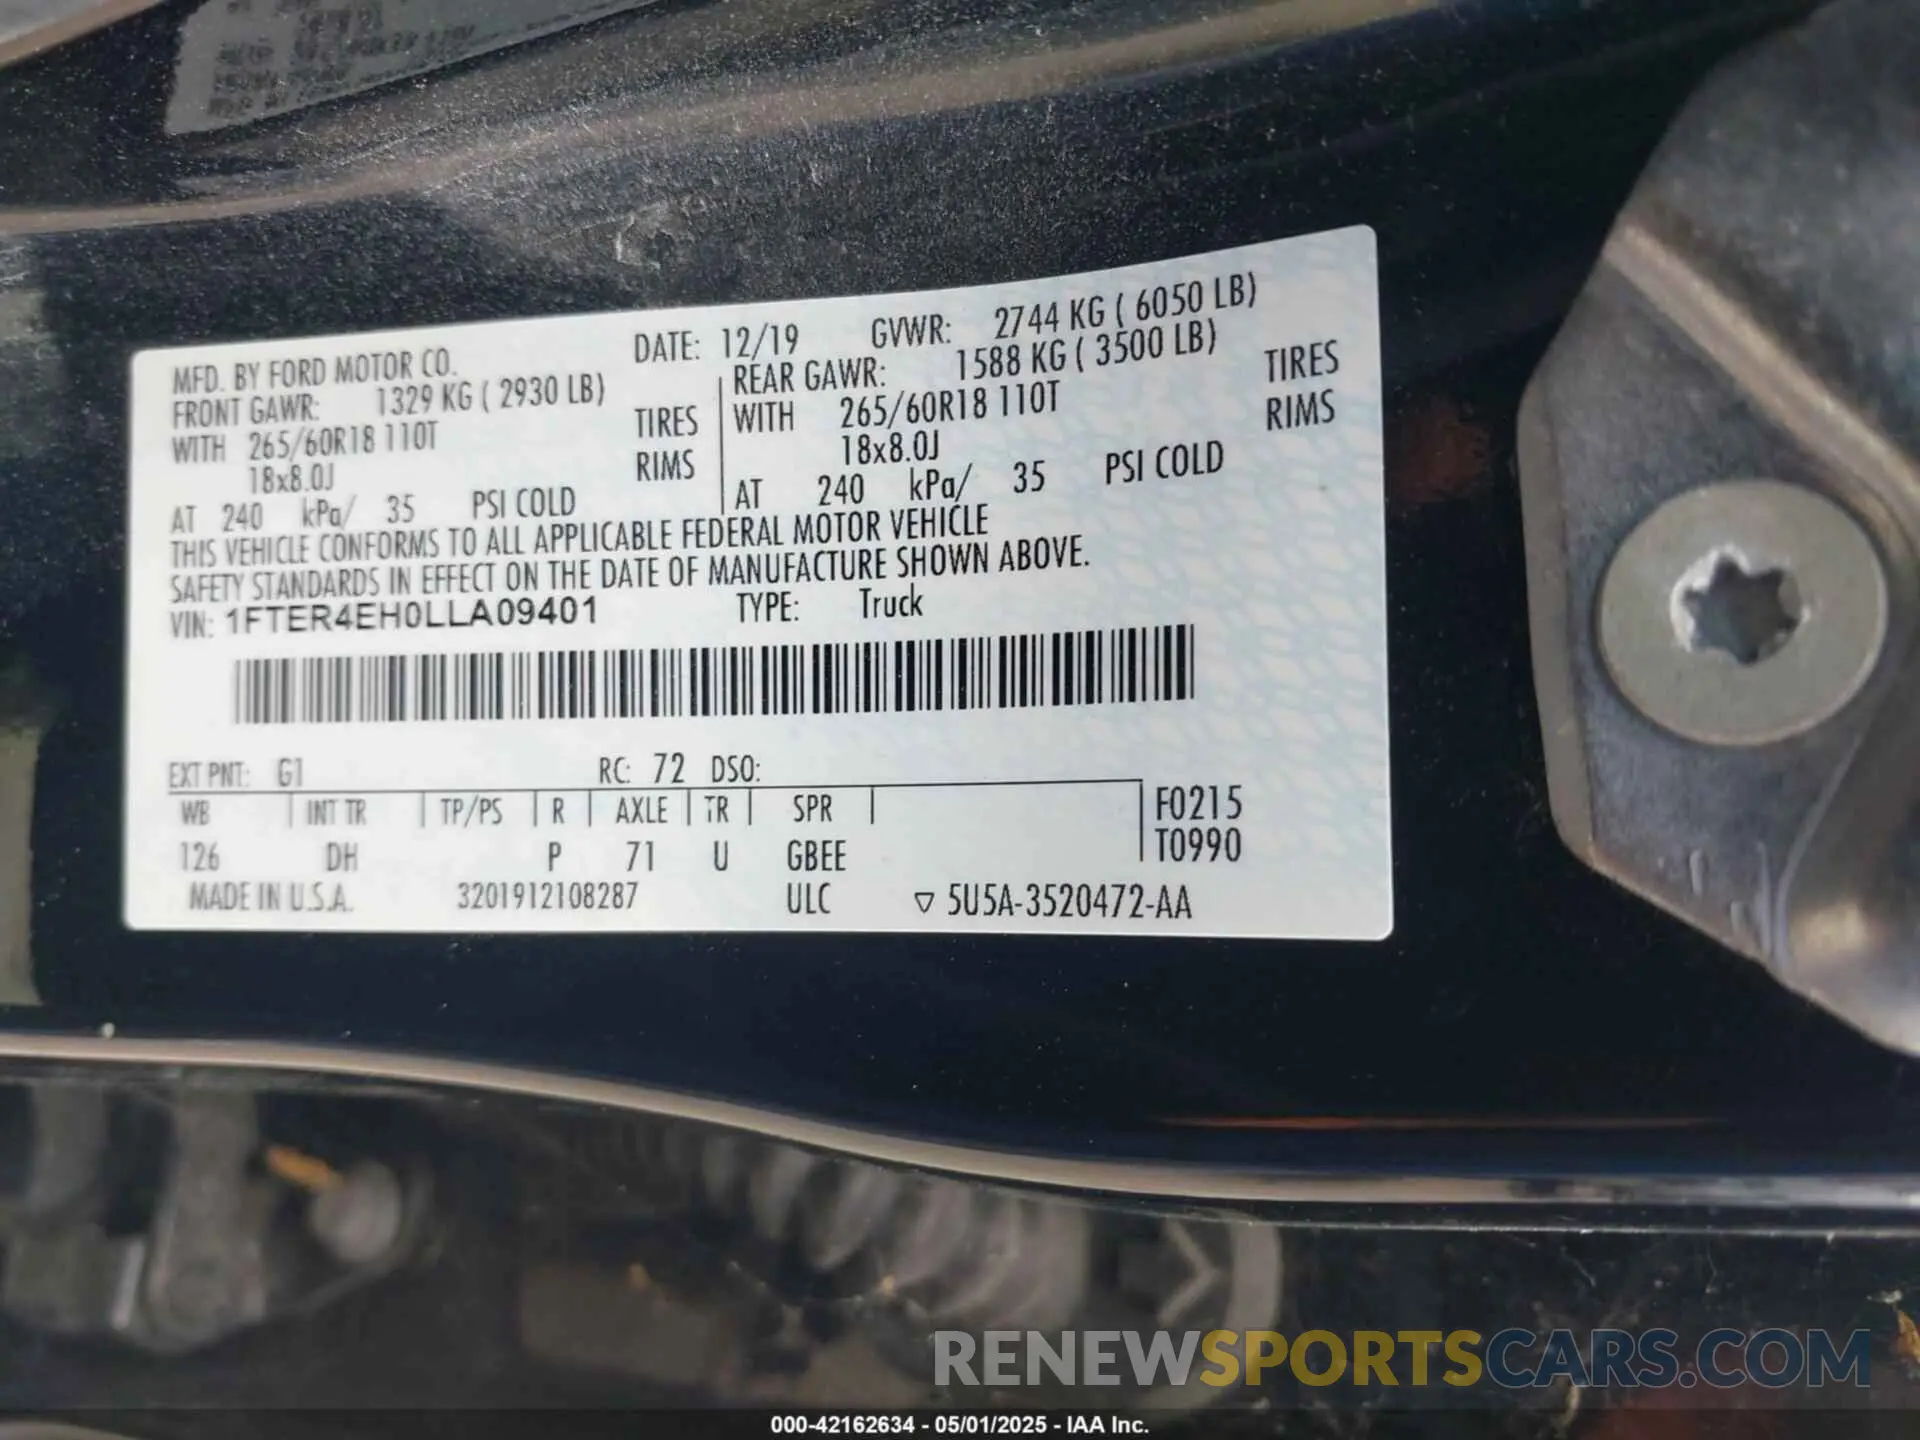 MFD. BY FORD MOTOR CO. DATE: 12/19 GVWR: 2744 KG ( 6050 LB)
FRONT GAWR: 1329 KG ( 2930 LB) REAR GAWR: 1588 KG ( 3500 LB)
WITH 265/60R18 110T TIRES WITH 265/60R18 110T TIRES
18x8.0J RIMS 18x8.0J RIMS
AT 240 kPa/ 35 PSI COLD AT 240 kPa/ 35 PSI COLD
THIS VEHICLE CONFORMS TO ALL APPLICABLE FEDERAL MOTOR VEHICLE
SAFETY STANDARDS IN EFFECT ON THE DATE OF MANUFACTURE SHOWN ABOVE.
VIN: 1FTER4EH0LLA09401 TYPE: Truck
EXT PNT: G1 RC: 72 DSO:
WB INT TR TP/PS R AXLE TR SPR F0215
126 DH P 71 U GBEE T0990
MADE IN U.S.A. 3201912108287 ULC ▽ 5U5A-3520472-AA
RENEWSPORTSCARS.COM
000-42162634 - 05/01/2025 - IAA Inc.